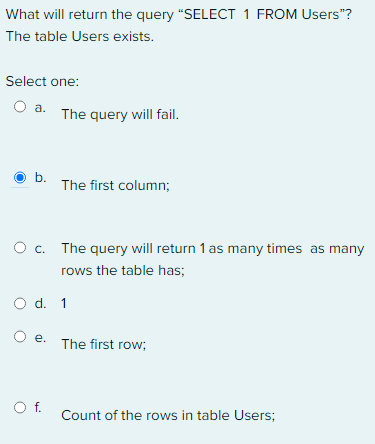 What will return the query “SELECT 1 FROM Users”?
The table Users exists.
Select one:
a. The query will fail.
b. The first column;
c. The query will return 1 as many times as many
rows the table has;
d. 1
e. The first row;
f. Count of the rows in table Users;